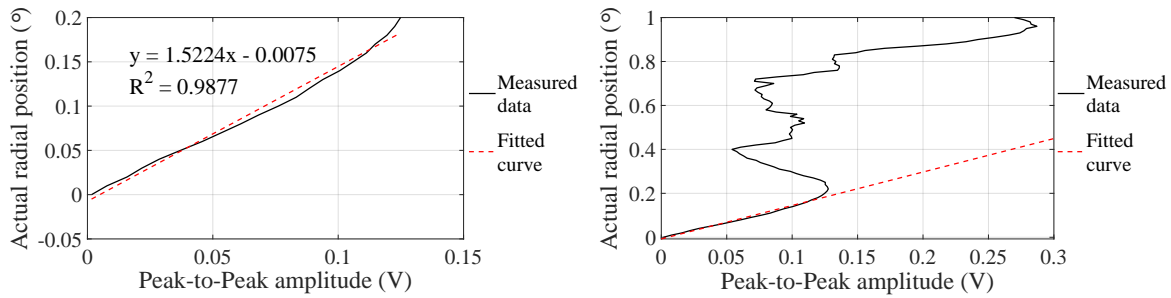 Actual radial position (°)
0.2
0.15
0.1
0.05
0
-0.05
y = 1.5224x - 0.0075
R² = 0.9877
0
0.05
0.1
0.15
Peak-to-Peak amplitude (V)
Measured
data
Fitted
curve
Actual radial position (°)
1
0.8
0.6
0.4
0.2
0
0
0.05
0.1
0.15
0.2
0.25
0.3
Peak-to-Peak amplitude (V)
Measured
data
Fitted
curve